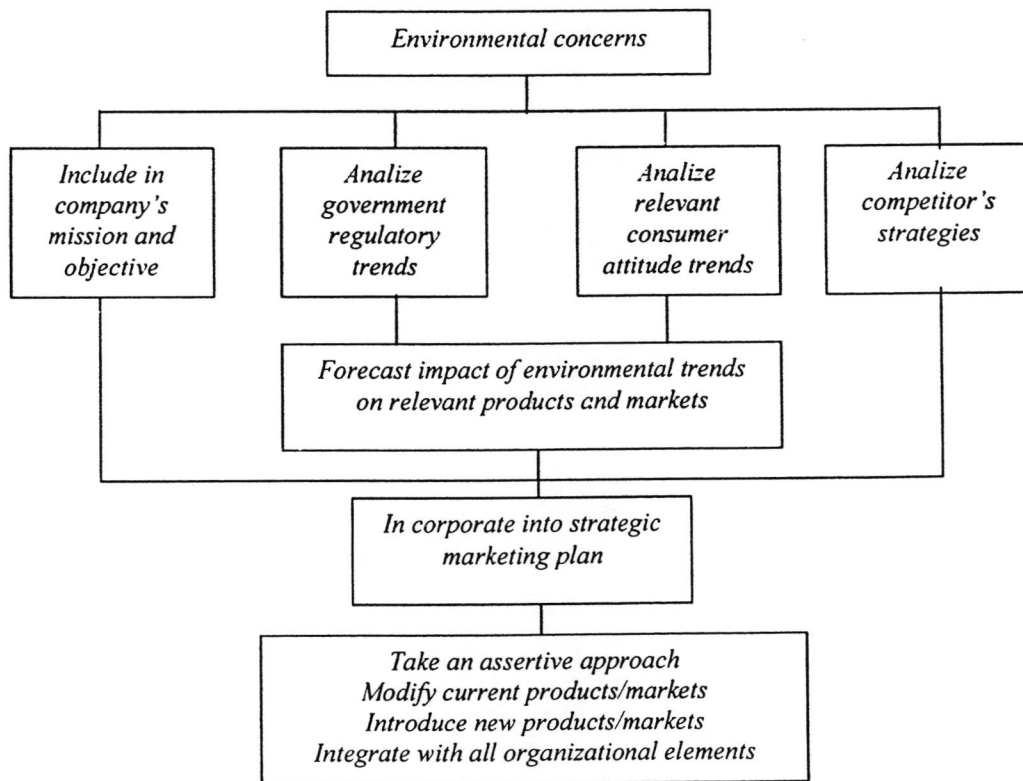 Environmental concerns
Include in
company's
mission and
objective
Analize
government
regulatory
trends
Analize
relevant
consumer
attitude trends
Analize
competitor's
strategies
Forecast impact of environmental trends
on relevant products and markets
In corporate into strategic
marketing plan
Take an assertive approach
Modify current products/markets
Introduce new products/markets
Integrate with all organizational elements